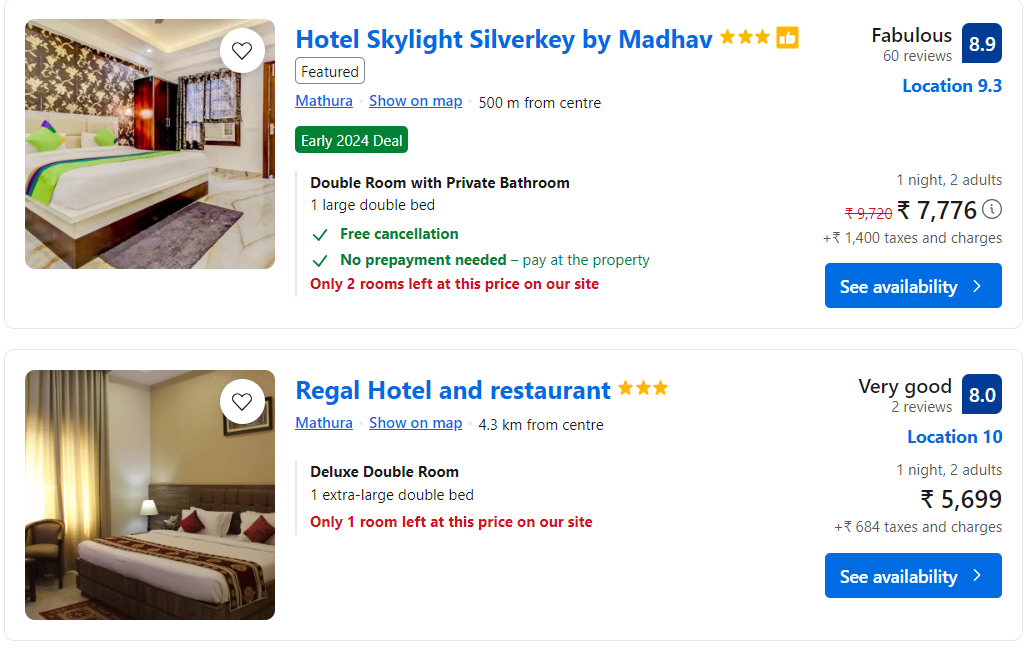 Hotel Skylight Silverkey by Madhav
Featured
Mathura · Show on map · 500 m from centre
Early 2024 Deal
Double Room with Private Bathroom
1 large double bed
Free cancellation
No prepayment needed – pay at the property
Only 2 rooms left at this price on our site
Fabulous 8.9
60 reviews
Location 9.3
1 night, 2 adults
₹ 9,720 ₹ 7,776
+₹ 1,400 taxes and charges
See availability
Regal Hotel and restaurant
Mathura · Show on map · 4.3 km from centre
Deluxe Double Room
1 extra-large double bed
Only 1 room left at this price on our site
Very good 8.0
2 reviews
Location 10
1 night, 2 adults
₹ 5,699
+₹ 684 taxes and charges
See availability